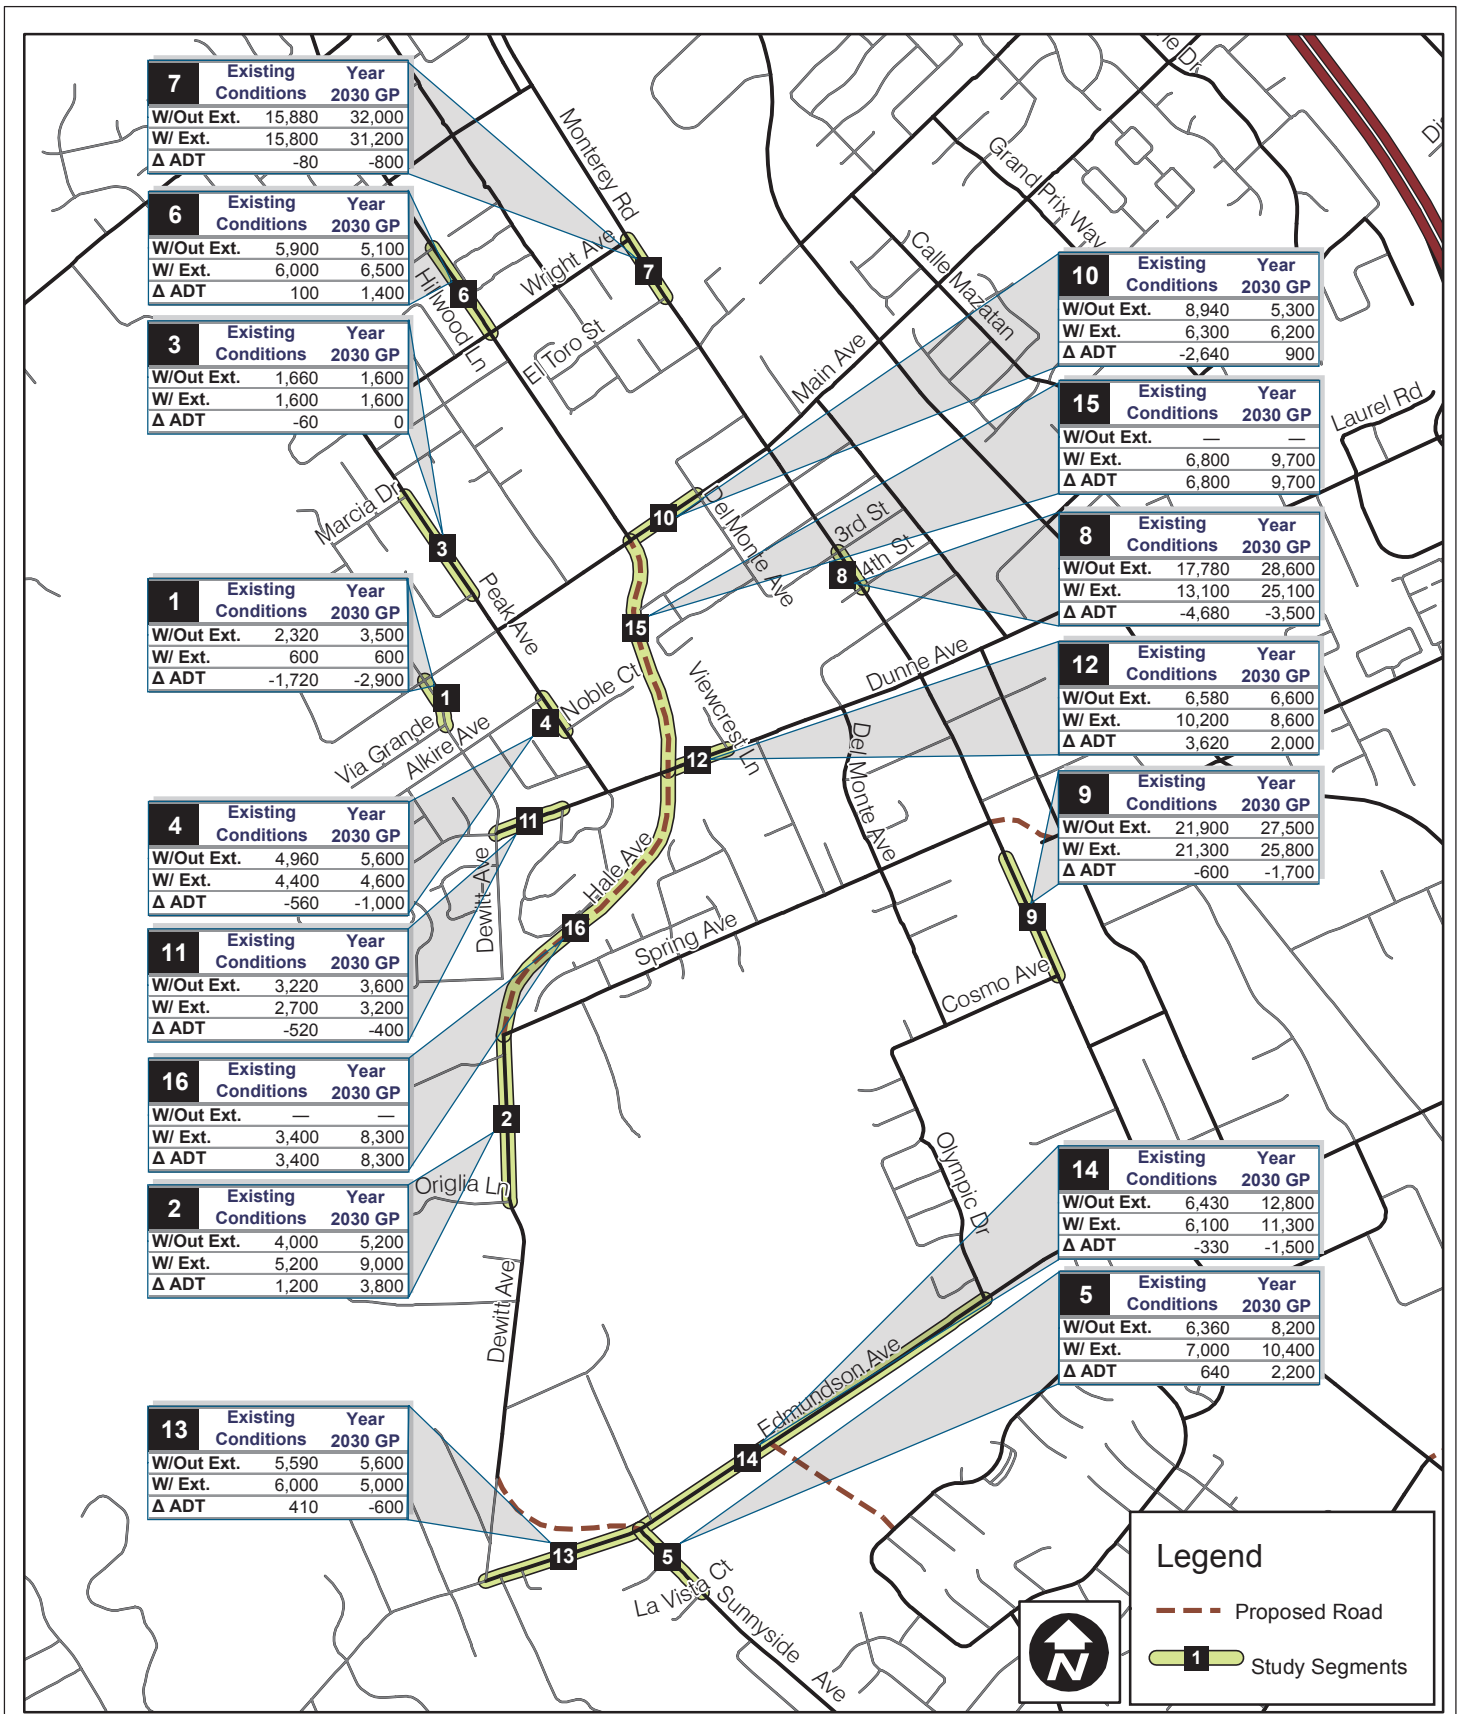 7 Existing Conditions Year 2030 GP
W/Out Ext. 15,880 32,000
W/ Ext. 15,800 31,200
Δ ADT -80 -800
6 Existing Conditions Year 2030 GP
W/Out Ext. 5,900 5,100
W/ Ext. 6,000 6,500
Δ ADT 100 1,400
3 Existing Conditions Year 2030 GP
W/Out Ext. 1,660 1,600
W/ Ext. 1,600 1,600
Δ ADT -60 0
1 Existing Conditions Year 2030 GP
W/Out Ext. 2,320 3,500
W/ Ext. 600 600
Δ ADT -1,720 -2,900
4 Existing Conditions Year 2030 GP
W/Out Ext. 4,960 5,600
W/ Ext. 4,400 4,600
Δ ADT -560 -1,000
11 Existing Conditions Year 2030 GP
W/Out Ext. 3,220 3,600
W/ Ext. 2,700 3,200
Δ ADT -520 -400
16 Existing Conditions Year 2030 GP
W/Out Ext. — —
W/ Ext. 3,400 8,300
Δ ADT 3,400 8,300
2 Existing Conditions Year 2030 GP
W/Out Ext. 4,000 5,200
W/ Ext. 5,200 9,000
Δ ADT 1,200 3,800
13 Existing Conditions Year 2030 GP
W/Out Ext. 5,590 5,600
W/ Ext. 6,000 5,000
Δ ADT 410 -600
10 Existing Conditions Year 2030 GP
W/Out Ext. 8,940 5,300
W/ Ext. 6,300 6,200
Δ ADT -2,640 900
15 Existing Conditions Year 2030 GP
W/Out Ext. — —
W/ Ext. 6,800 9,700
Δ ADT 6,800 9,700
8 Existing Conditions Year 2030 GP
W/Out Ext. 17,780 28,600
W/ Ext. 13,100 25,100
Δ ADT -4,680 -3,500
12 Existing Conditions Year 2030 GP
W/Out Ext. 6,580 6,600
W/ Ext. 10,200 8,600
Δ ADT 3,620 2,000
9 Existing Conditions Year 2030 GP
W/Out Ext. 21,900 27,500
W/ Ext. 21,300 25,800
Δ ADT -600 -1,700
14 Existing Conditions Year 2030 GP
W/Out Ext. 6,430 12,800
W/ Ext. 6,100 11,300
Δ ADT -330 -1,500
5 Existing Conditions Year 2030 GP
W/Out Ext. 6,360 8,200
W/ Ext. 7,000 10,400
Δ ADT 640 2,200
Monterey Rd
Grand Prix Way
Wright Ave
7
Hillwood Ln
6
El Toro St
Calle Mazatan
Main Ave
Laurel Rd
Marcia Dr
3
10
Del Monte Ave
3rd St
8
4th St
Peak Ave
15
1
Via Grande
Alkire Ave
4
Noble Ct
Viewcrest Ln
Dunne Ave
12
11
Del Monte Ave
Dewitt Ave
Hale Ave
16
Spring Ave
9
Cosmo Ave
2
Origlia Ln
Olympic Dr
Dewitt Ave
Edmundson Ave
14
13
5
La Vista Ct
Sunnyside Ave
N
Legend
Proposed Road
1 Study Segments